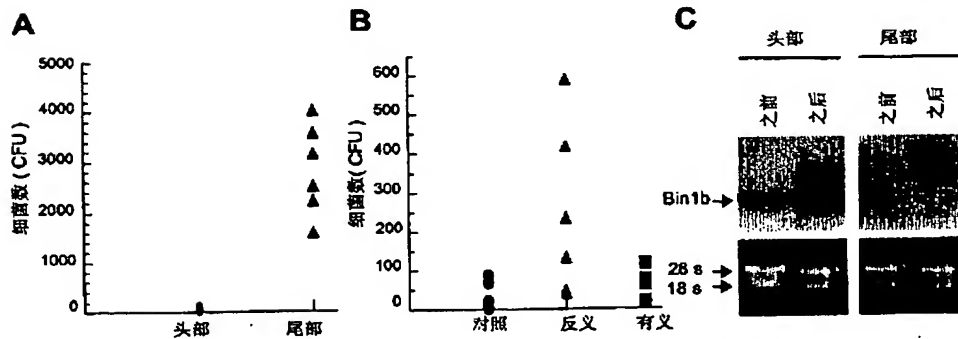 A
细菌数(CFU)
5000
4000
3000
2000
1000
0
头部
尾部
B
细菌数(CFU)
600
500
400
300
200
100
0
对照
反义
有义
C
头部
尾部
之前
之后
之前
之后
Bin1b
28 s
18 s